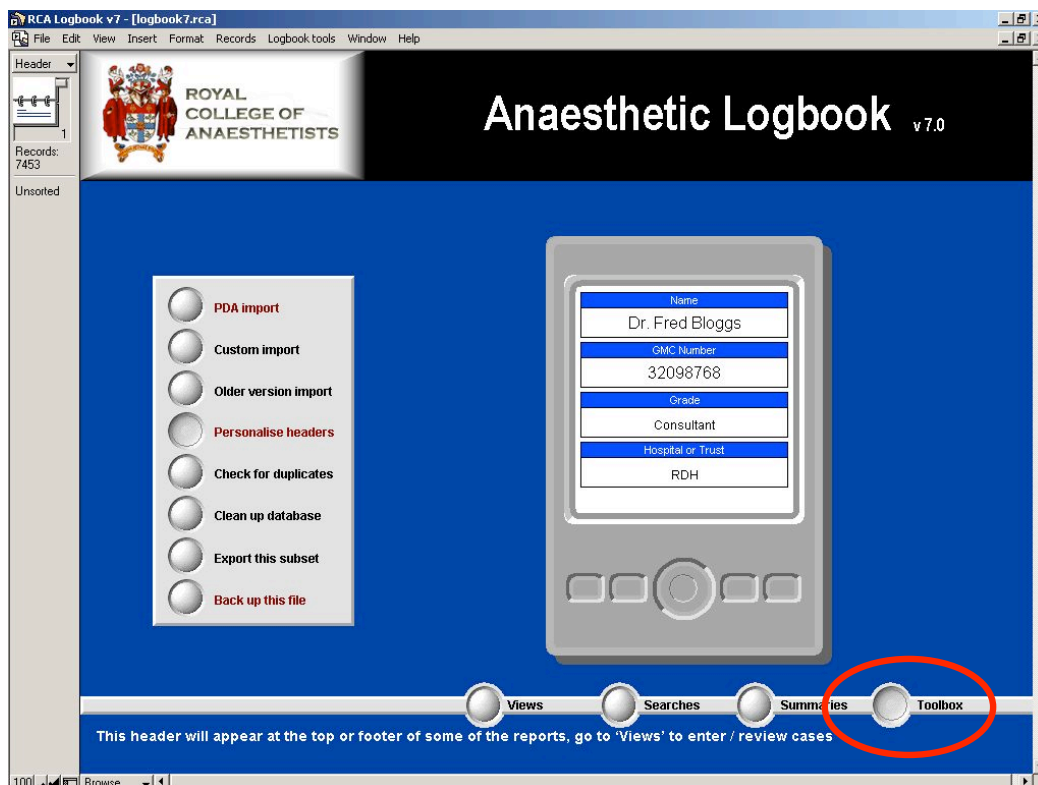 RCA Logbook v7 - [logbook7.rca]
File Edit View Insert Format Records Logbook tools Window Help
Header
1
Records:
7453
Unsorted
ROYAL
COLLEGE OF
ANAESTHETISTS
Anaesthetic Logbook v 7.0
PDA import
Custom import
Older version import
Personalise headers
Check for duplicates
Clean up database
Export this subset
Back up this file
Name
Dr. Fred Bloggs
GMC Number
32098768
Grade
Consultant
Hospital or Trust
RDH
Views Searches Summaries Toolbox
This header will appear at the top or footer of some of the reports, go to 'Views' to enter / review cases
100 Browse